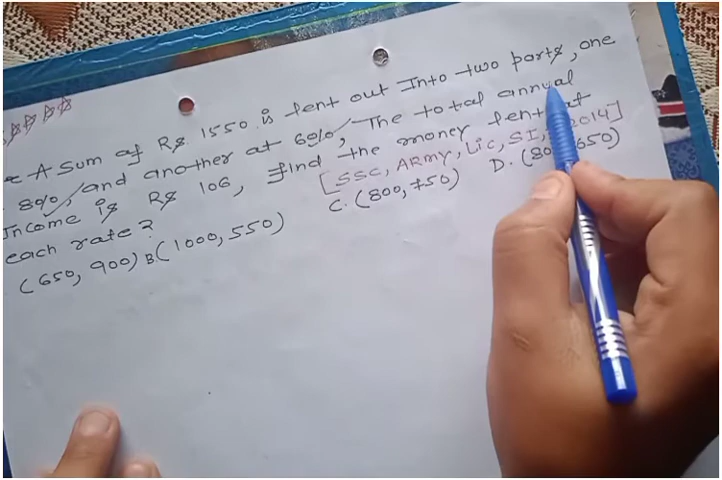 A Sum of Rs 1550 is lent out Into two parts, one
8%, and another at 6%, The total annual
Income is Rs 106, find the money lent at
each rate? [SSC, ARMY, Lic, SI, 2014]
(650, 900) B. (1000, 550) C. (800, 750) D. (80 650)